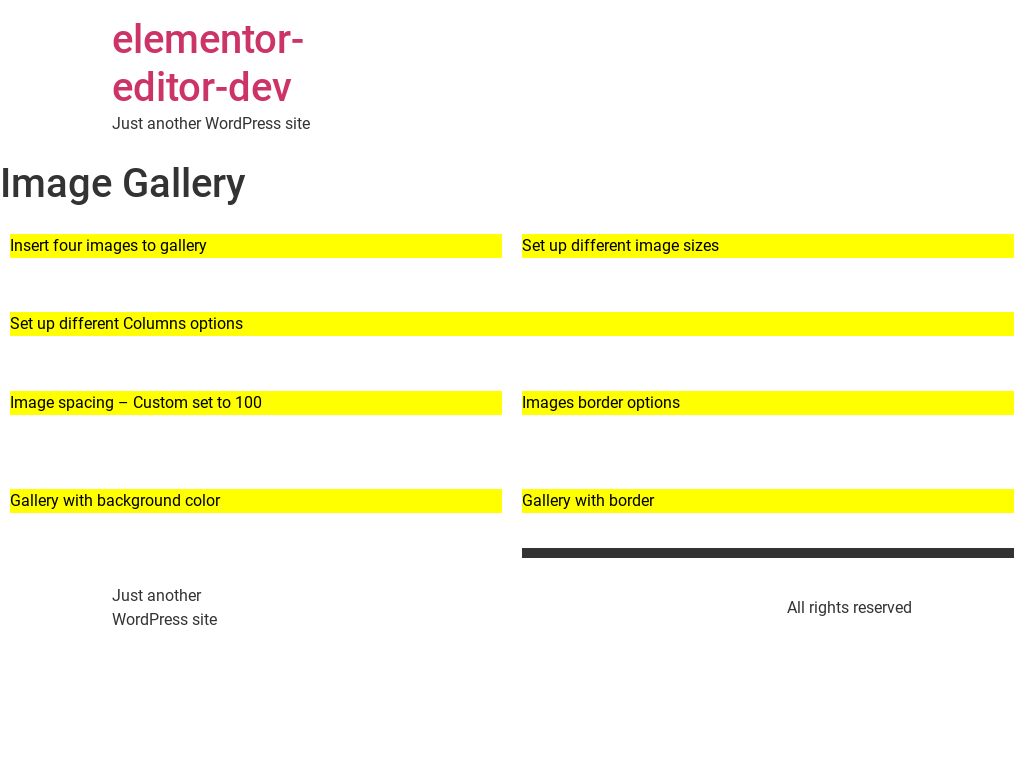 elementor-
editor-dev
Just another WordPress site
Image Gallery
Insert four images to gallery
Set up different image sizes
Set up different Columns options
Image spacing – Custom set to 100
Images border options
Gallery with background color
Gallery with border
Just another
WordPress site
All rights reserved